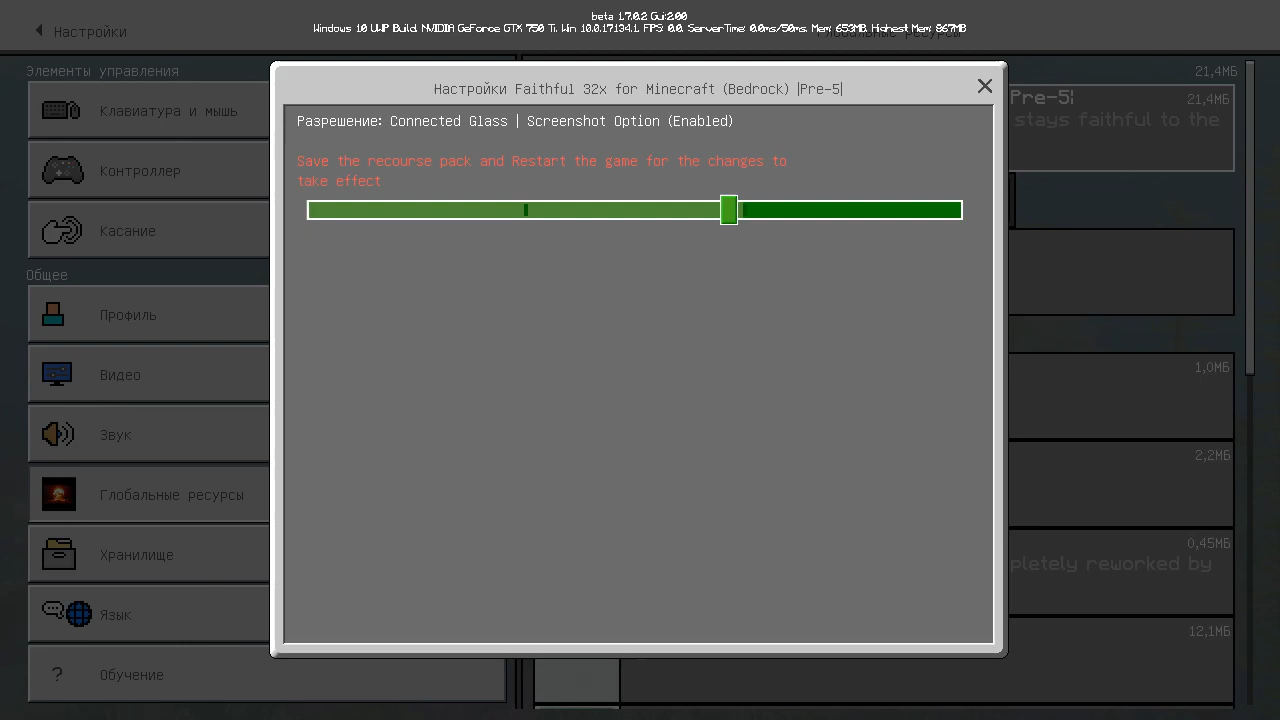 beta 1.7.0.2 Gui:2.00
Windows 10 UWP Build, NVIDIA GeForce GTX 750 Ti, Win 10.0.17134.1, FPS: 0.0, ServerTime: 0.0ms/50ms, Mem: 653MB, Highest Mem: 867MB
Настройки
Глобальные ресурсы
Элементы управления
21,4МБ
Настройки Faithful 32x for Minecraft (Bedrock) |Pre-5|
Pre-5¦
21,4МБ
Клавиатура и мышь
Разрешение: Connected Glass | Screenshot Option (Enabled)
stays faithful to the
Save the recourse pack and Restart the game for the changes to
take effect
Контроллер
Касание
Общее
Профиль
Видео
1,0МБ
Звук
2,2МБ
Глобальные ресурсы
0,45МБ
Хранилище
pletely reworked by
Язык
12,1МБ
?
Обучение